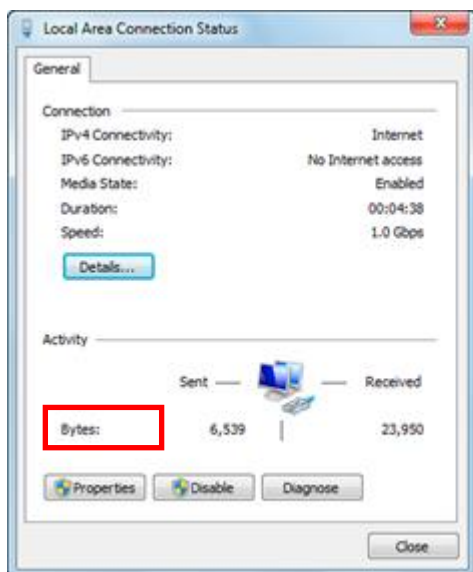 Local Area Connection Status
General
Connection
IPv4 Connectivity: Internet
IPv6 Connectivity: No Internet access
Media State: Enabled
Duration: 00:04:38
Speed: 1.0 Gbps
Details...
Activity
Sent Received
Bytes: 6,539 23,950
Properties Disable Diagnose
Close